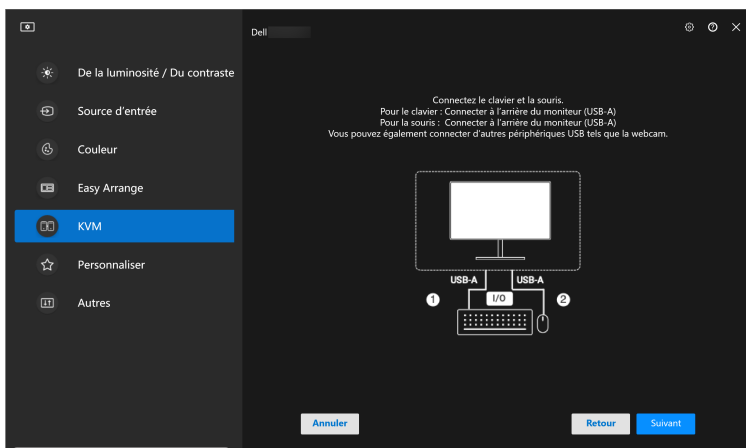 Dell
De la luminosité / Du contraste
Source d'entrée
Couleur
Easy Arrange
KVM
Personnaliser
Autres
Connectez le clavier et la souris.
Pour le clavier : Connecter à l'arrière du moniteur (USB-A)
Pour la souris : Connecter à l'arrière du moniteur (USB-A)
Vous pouvez également connecter d'autres périphériques USB tels que la webcam.
USB-A
USB-A
1
I/O
2
Annuler
Retour
Suivant